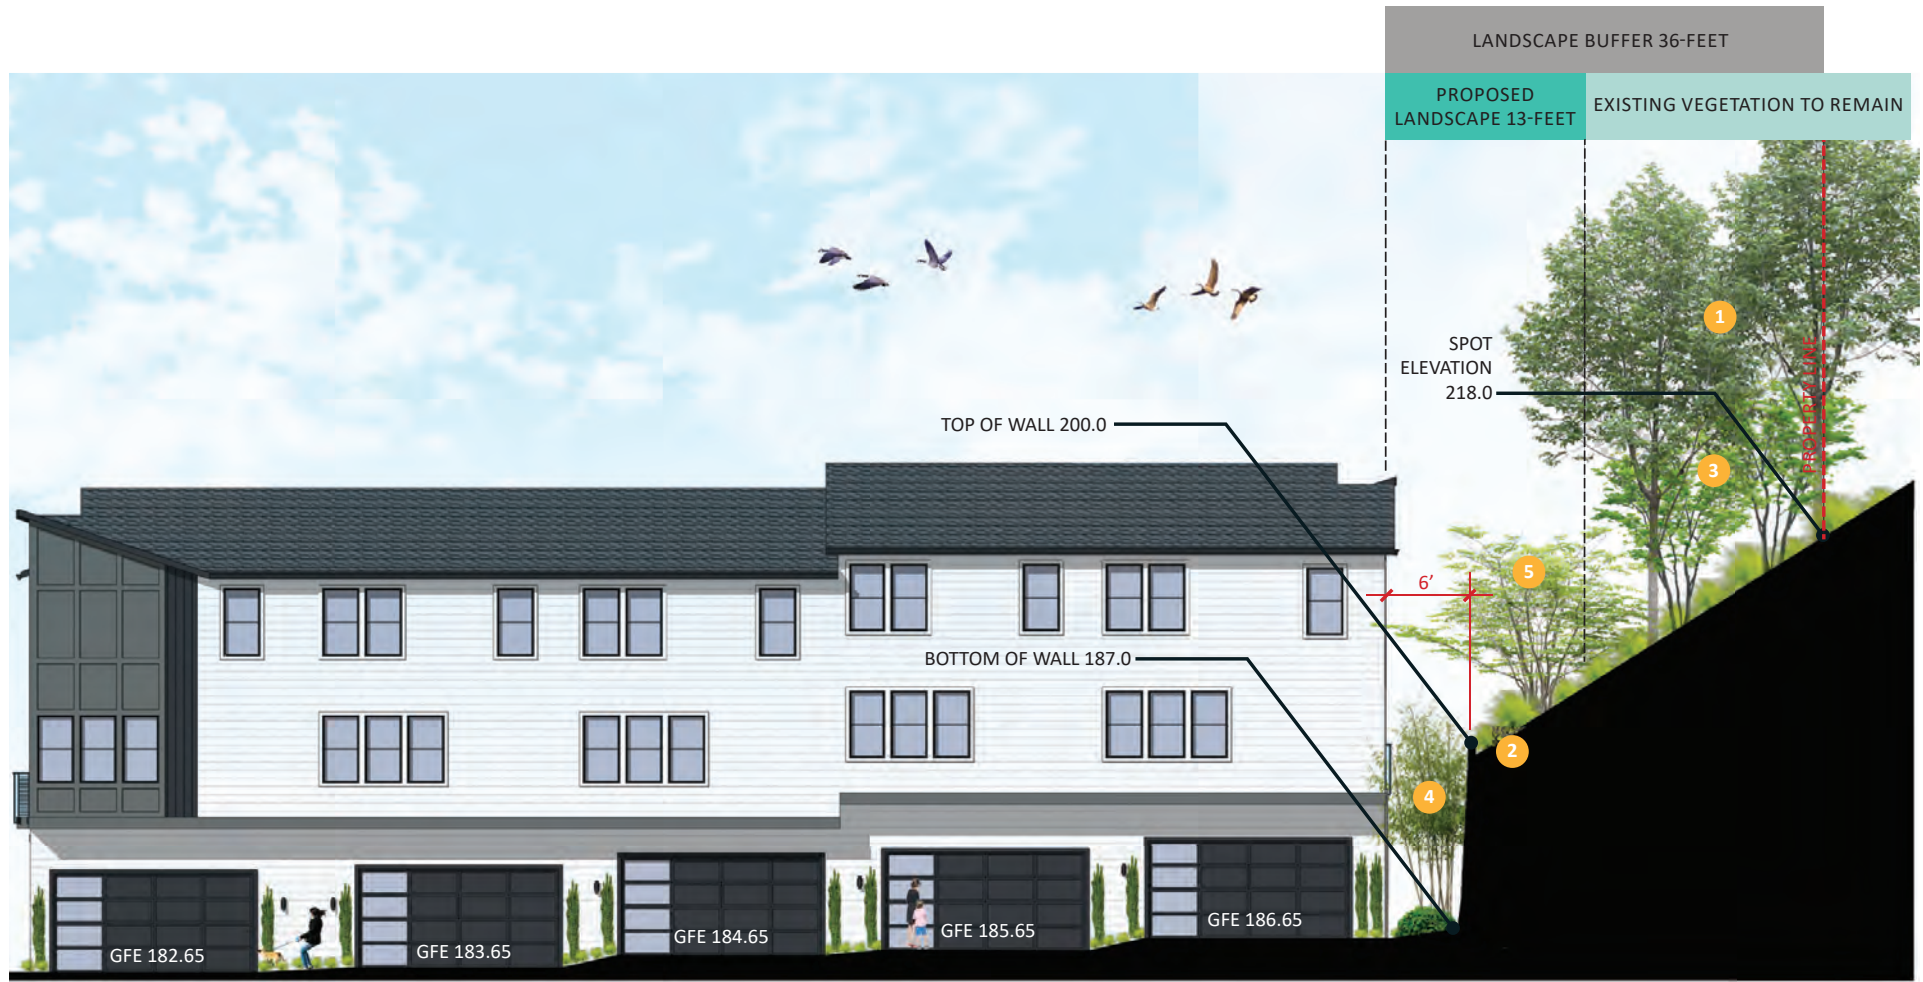 LANDSCAPE BUFFER 36-FEET
PROPOSED
LANDSCAPE 13-FEET
EXISTING VEGETATION TO REMAIN
1
SPOT
ELEVATION
218.0
PROPERTY LINE
TOP OF WALL 200.0
3
5
6’
BOTTOM OF WALL 187.0
2
4
GFE 182.65
GFE 183.65
GFE 184.65
GFE 185.65
GFE 186.65